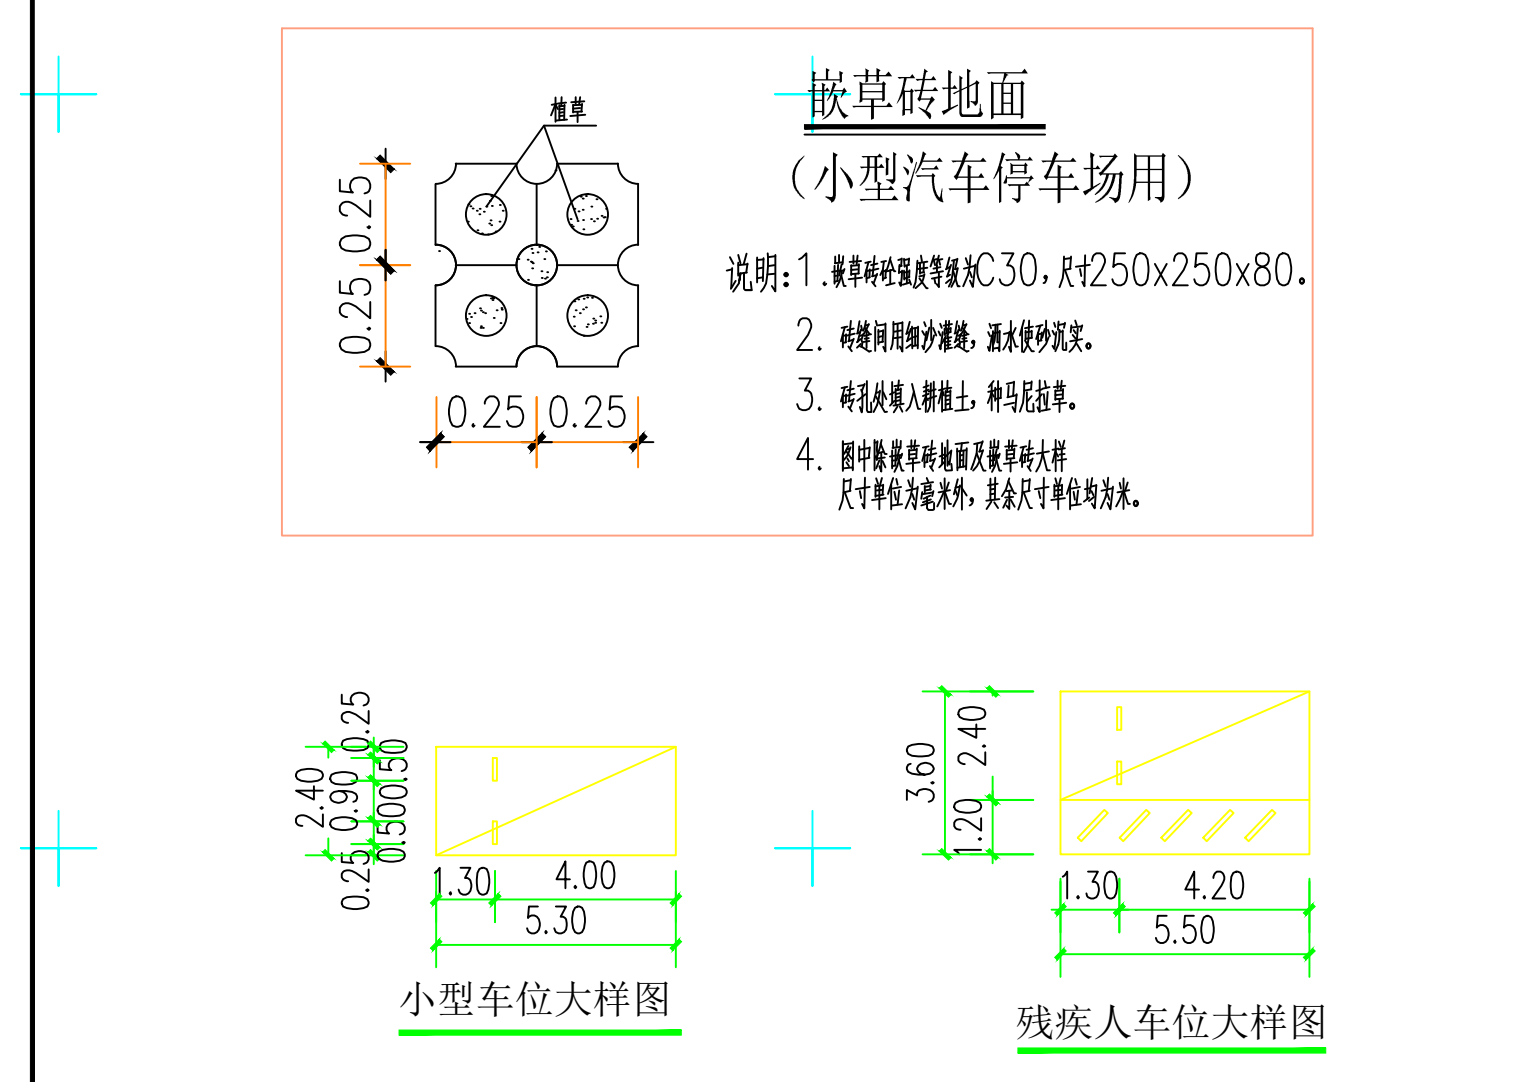 植草
0.25
0.25
0.25 0.25
嵌草砖地面
（小型汽车停车场用）
说明：1.嵌草砖砼强度等级为C30，尺寸250x250x80。
2. 砖缝间用细沙灌缝，洒水使砂沉实。
3. 砖孔处填入耕植土，种马尼拉草。
4. 图中除嵌草砖地面及嵌草砖大样
尺寸单位为毫米外，其余尺寸单位均为米。
2.40
0.25
0.50
0.90
0.50
0.25
1.30 4.00
5.30
小型车位大样图
3.60
2.40
1.20
1.30 4.20
5.50
残疾人车位大样图